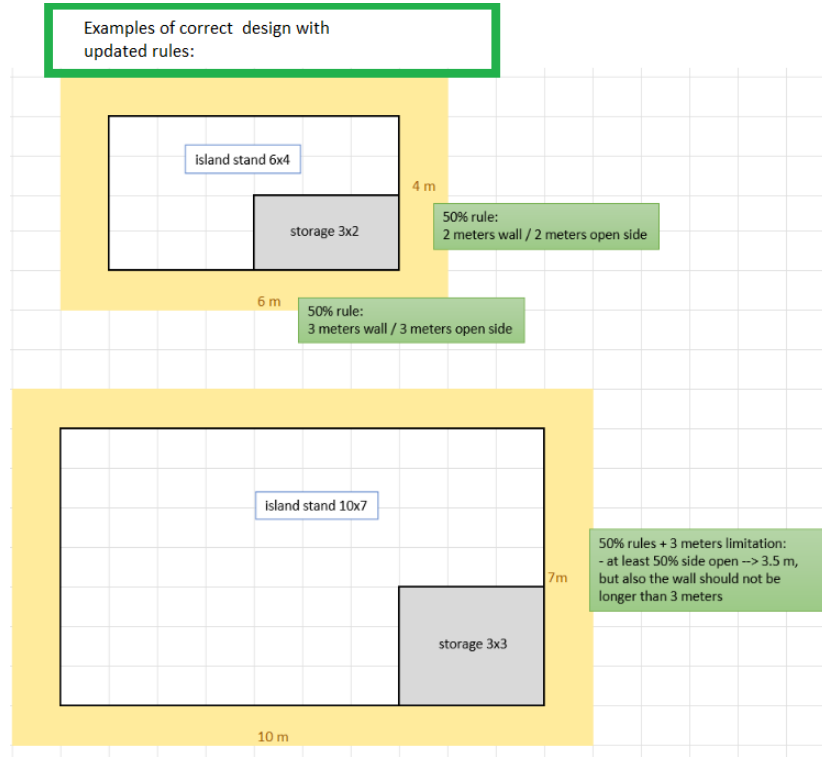 Examples of correct design with
updated rules:
island stand 6x4
4 m
storage 3x2
50% rule:
2 meters wall / 2 meters open side
6 m
50% rule:
3 meters wall / 3 meters open side
island stand 10x7
50% rules + 3 meters limitation:
- at least 50% side open --> 3.5 m,
but also the wall should not be
longer than 3 meters
7m
storage 3x3
10 m